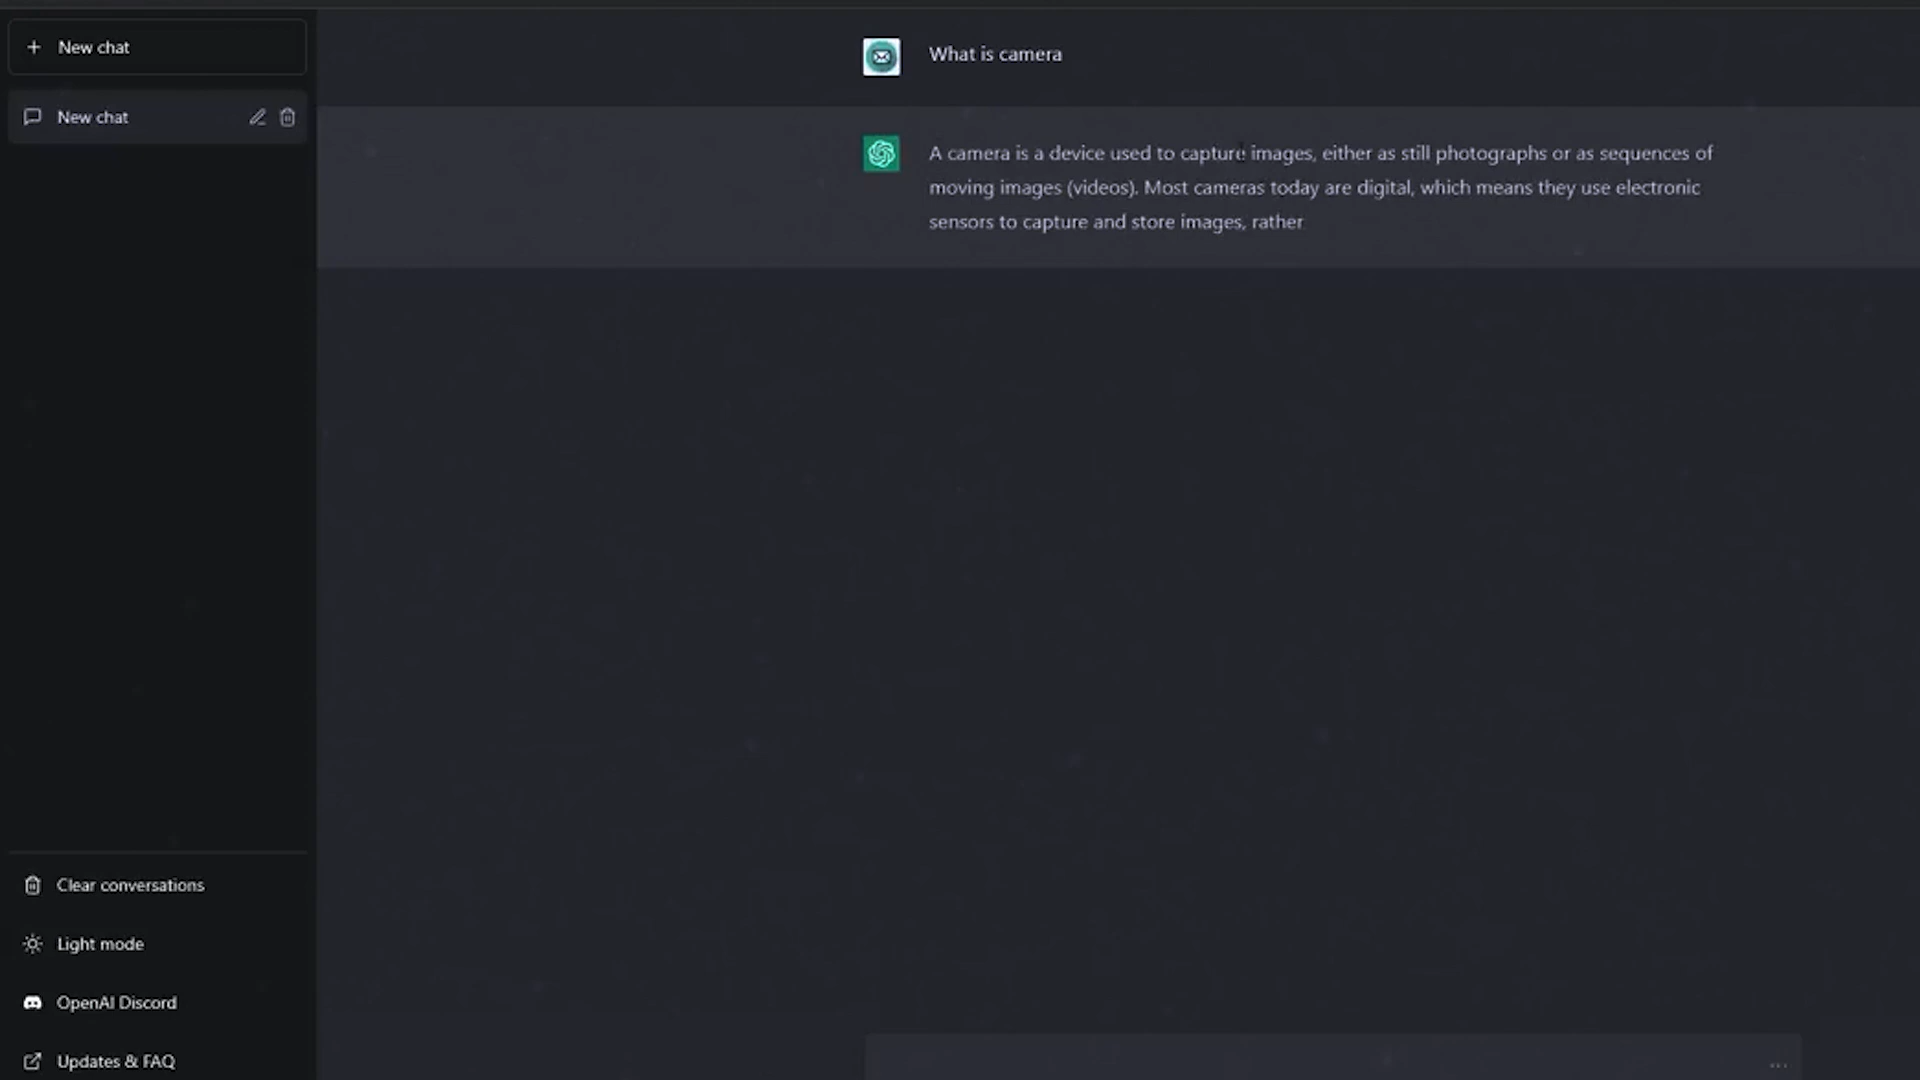 New chat
New chat
Clear conversations
Light mode
OpenAI Discord
Updates & FAQ
What is camera
A camera is a device used to capture images, either as still photographs or as sequences of
moving images (videos). Most cameras today are digital, which means they use electronic
sensors to capture and store images, rather